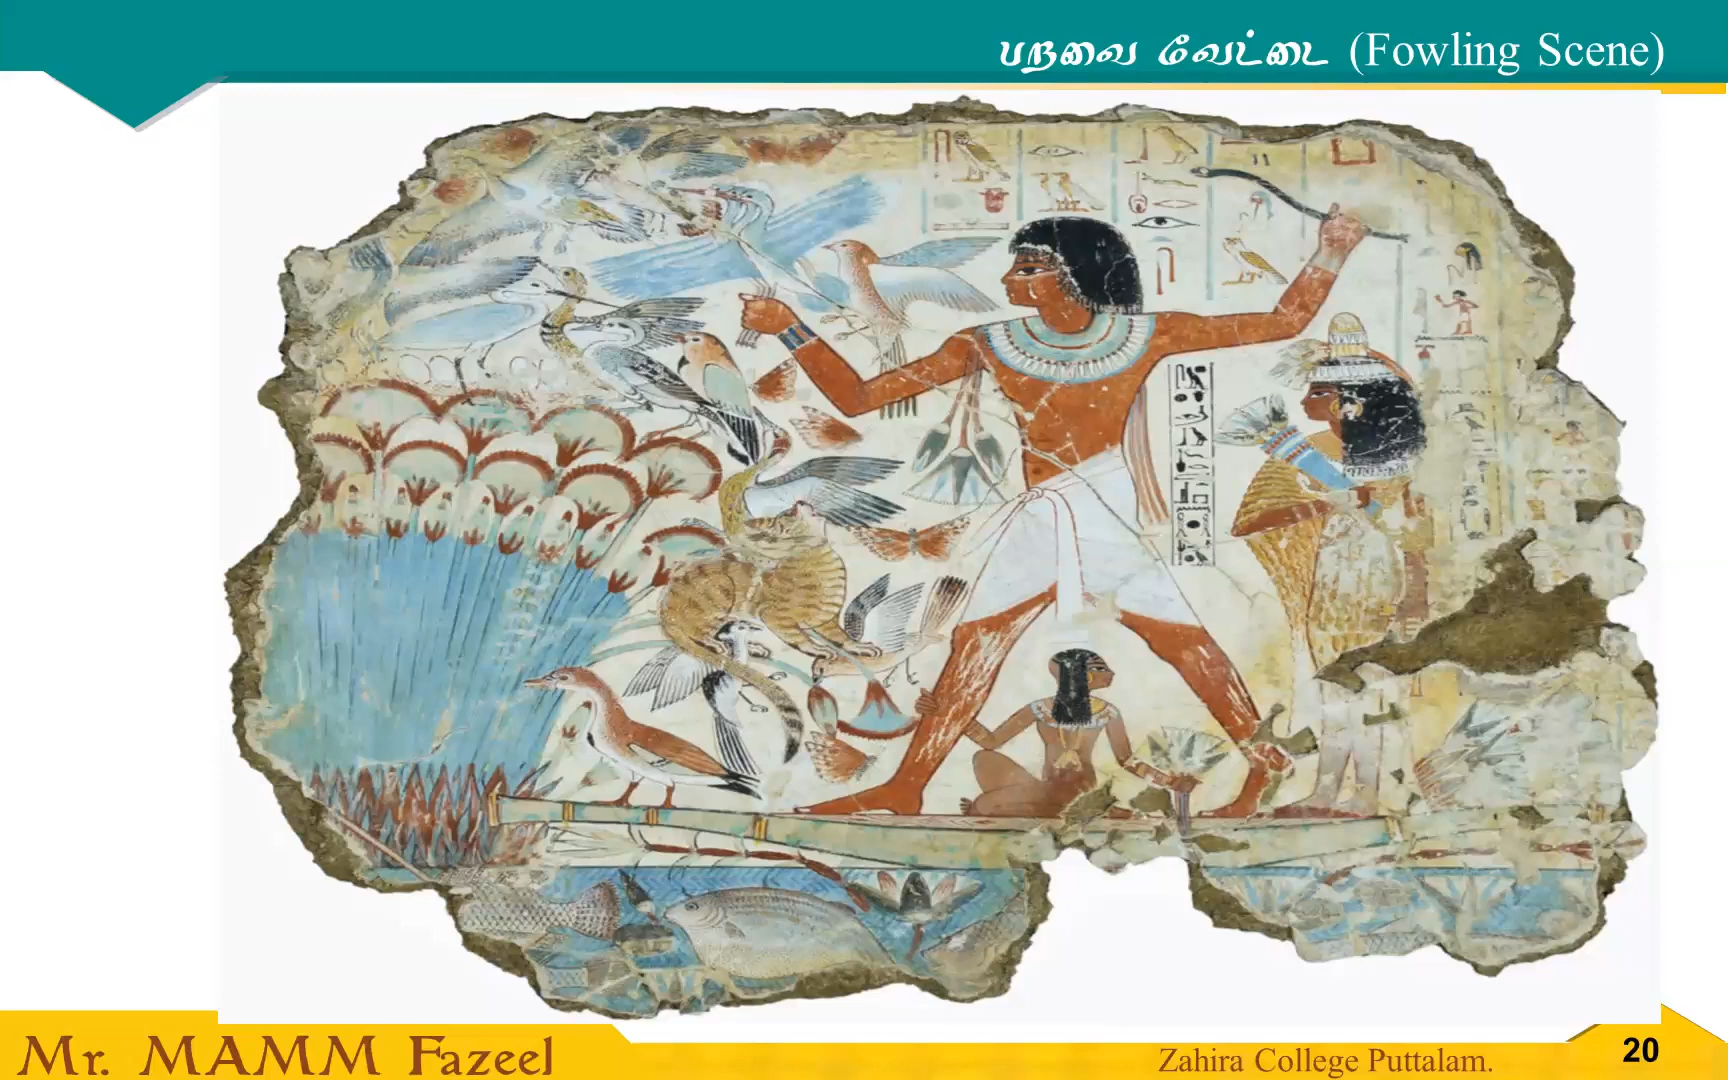 பறவை வேட்டை (Fowling Scene)
Mr. MAMM Fazeel
Zahira College Puttalam.
20